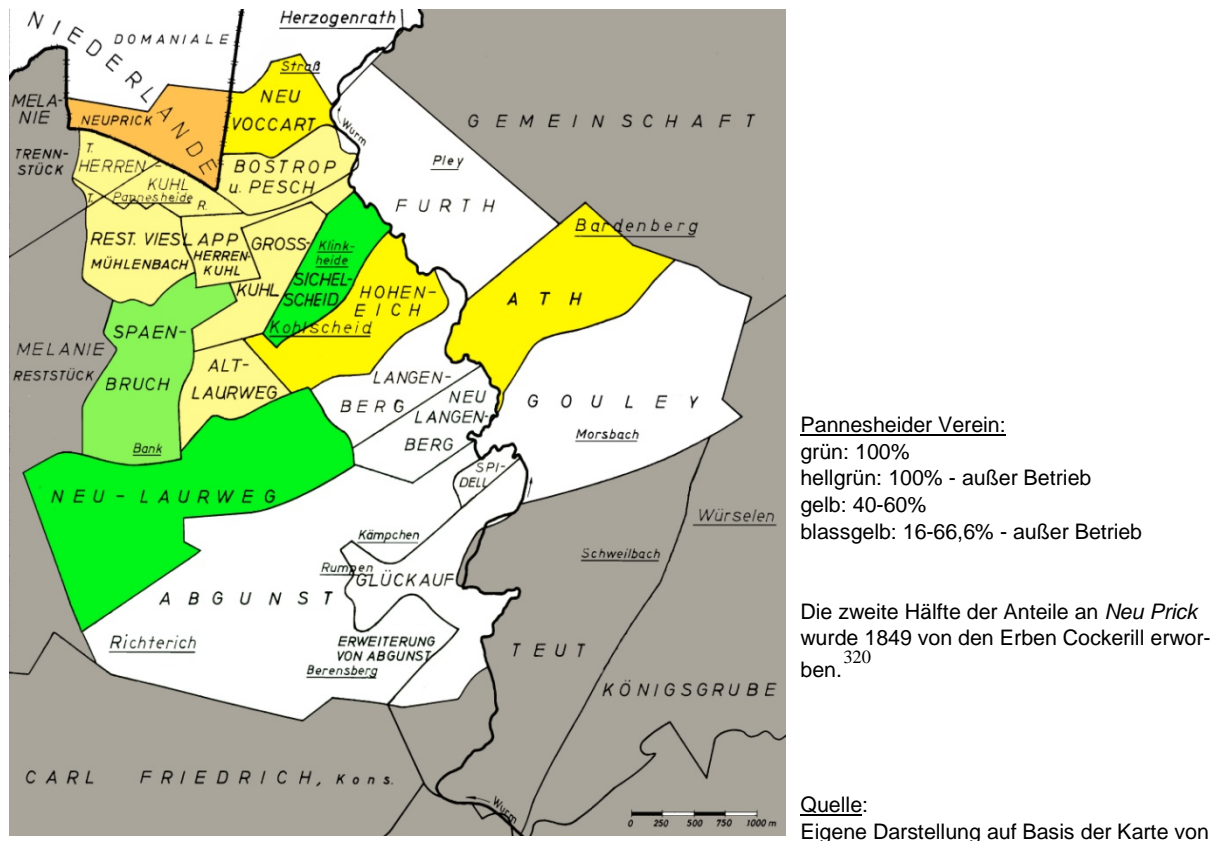 Herzogenrath
NIEDERLANDE
DOMANIALE
Straß
MELA-
NIE
NEUPRICK
NEU
VOCCART
Wurm
GEMEINSCHAFT
TRENN-
STÜCK
T.
HERREN-
KUHL
Pannesheide
T.
R.
BOSTROP
u. PESCH
Pley
FURTH
Bardenberg
REST. VIESL
MÜHLENBACH
APP
HERREN-
KUHL
GROSS-
KUHL
Klink-
heide
SICHEL-
SCHEID
HOHEN-
EICH
ATH
SPAEN-
BRUCH
Kohlscheid
MELANIE
RESTSTÜCK
ALT-
LAURWEG
LANGEN-
BERG
NEU
LANGEN-
BERG
GOULEY
Morsbach
Bank
NEU-LAURWEG
SPI-
DELL
Würselen
Kämpchen
Schweilbach
Rumpen
GLÜCKAUF
ABGUNST
Richterich
ERWEITERUNG
VON ABGUNST
Berensberg
TEUT
KÖNIGSGRUBE
CARL FRIEDRICH, Kons.
Wurm
0 250 500 750 1000 m
Pannesheider Verein:
grün: 100%
hellgrün: 100% - außer Betrieb
gelb: 40-60%
blassgelb: 16-66,6% - außer Betrieb
Die zweite Hälfte der Anteile an Neu Prick
wurde 1849 von den Erben Cockerill erwor-
ben.320
Quelle:
Eigene Darstellung auf Basis der Karte von